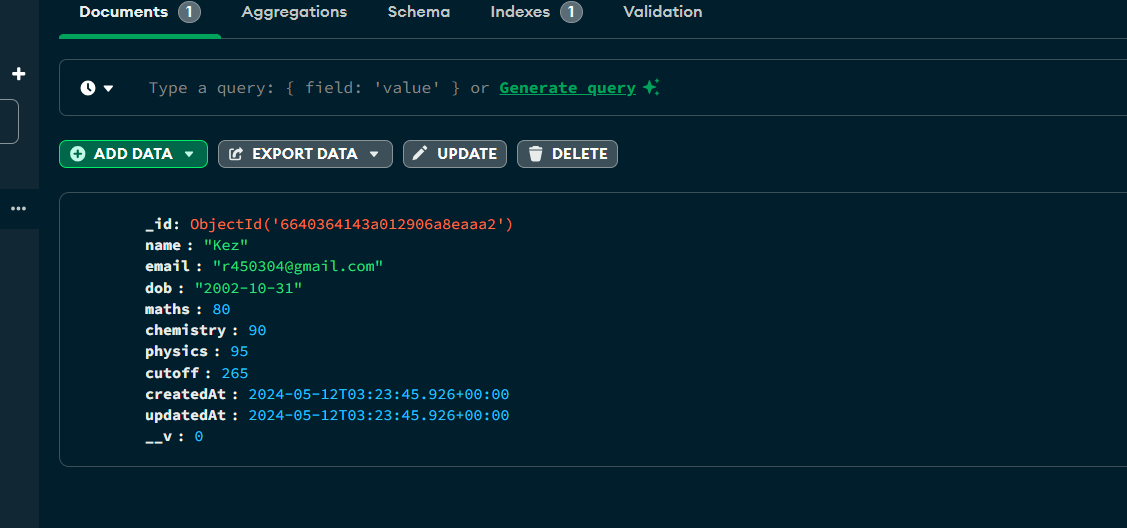 Documents 1 Aggregations Schema Indexes 1 Validation
Type a query: { field: 'value' } or Generate query
ADD DATA EXPORT DATA UPDATE DELETE
_id: ObjectId('6640364143a012906a8eaaa2')
name : "Kez"
email : "r450304@gmail.com"
dob : "2002-10-31"
maths : 80
chemistry : 90
physics : 95
cutoff : 265
createdAt : 2024-05-12T03:23:45.926+00:00
updatedAt : 2024-05-12T03:23:45.926+00:00
__v : 0